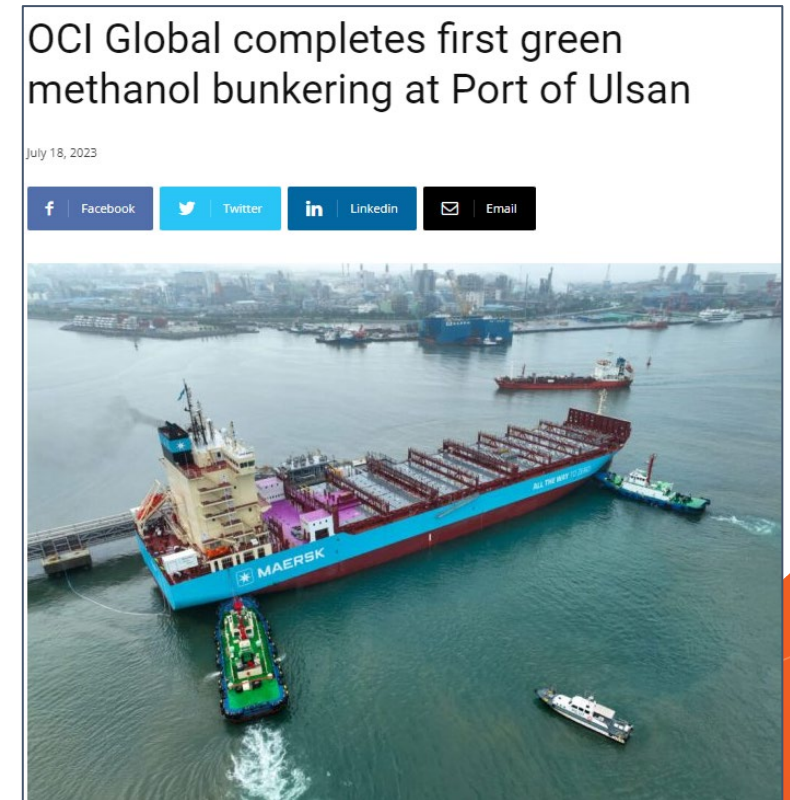 OCI Global completes first green
methanol bunkering at Port of Ulsan
July 18, 2023
Facebook
Twitter
Linkedin
Email
ALL THE WAY TO ZERO
MAERSK